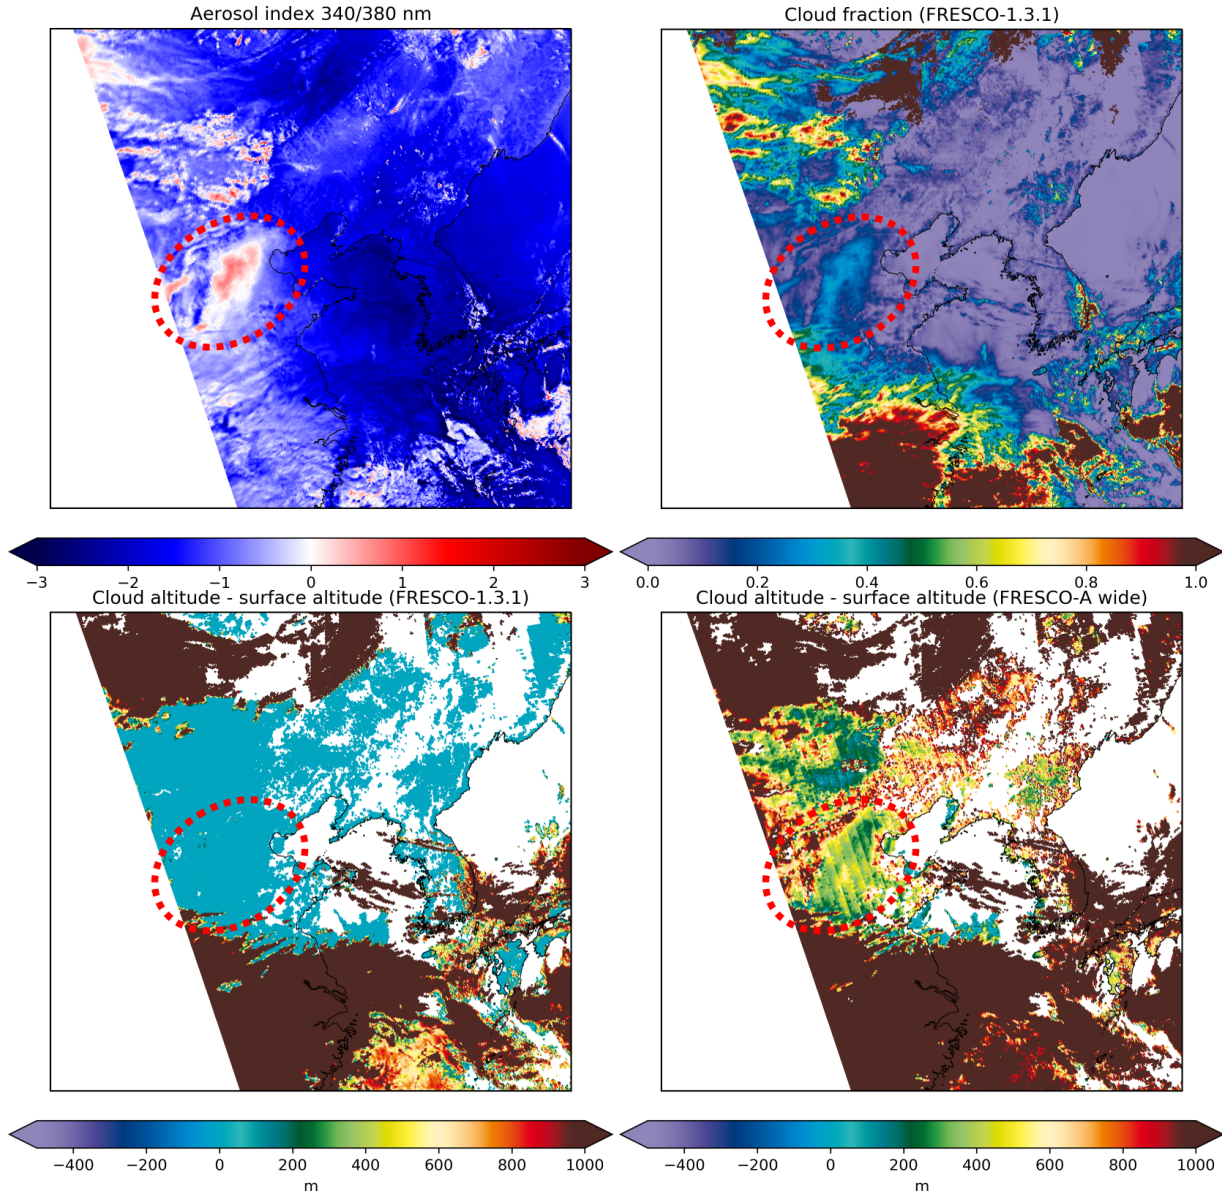 Aerosol index 340/380 nm
Cloud fraction (FRESCO-1.3.1)
−3 −2 −1 0 1 2 3
0.0 0.2 0.4 0.6 0.8 1.0
Cloud altitude - surface altitude (FRESCO-1.3.1)
Cloud altitude - surface altitude (FRESCO-A wide)
−400 −200 0 200 400 600 800 1000
m
−400 −200 0 200 400 600 800 1000
m